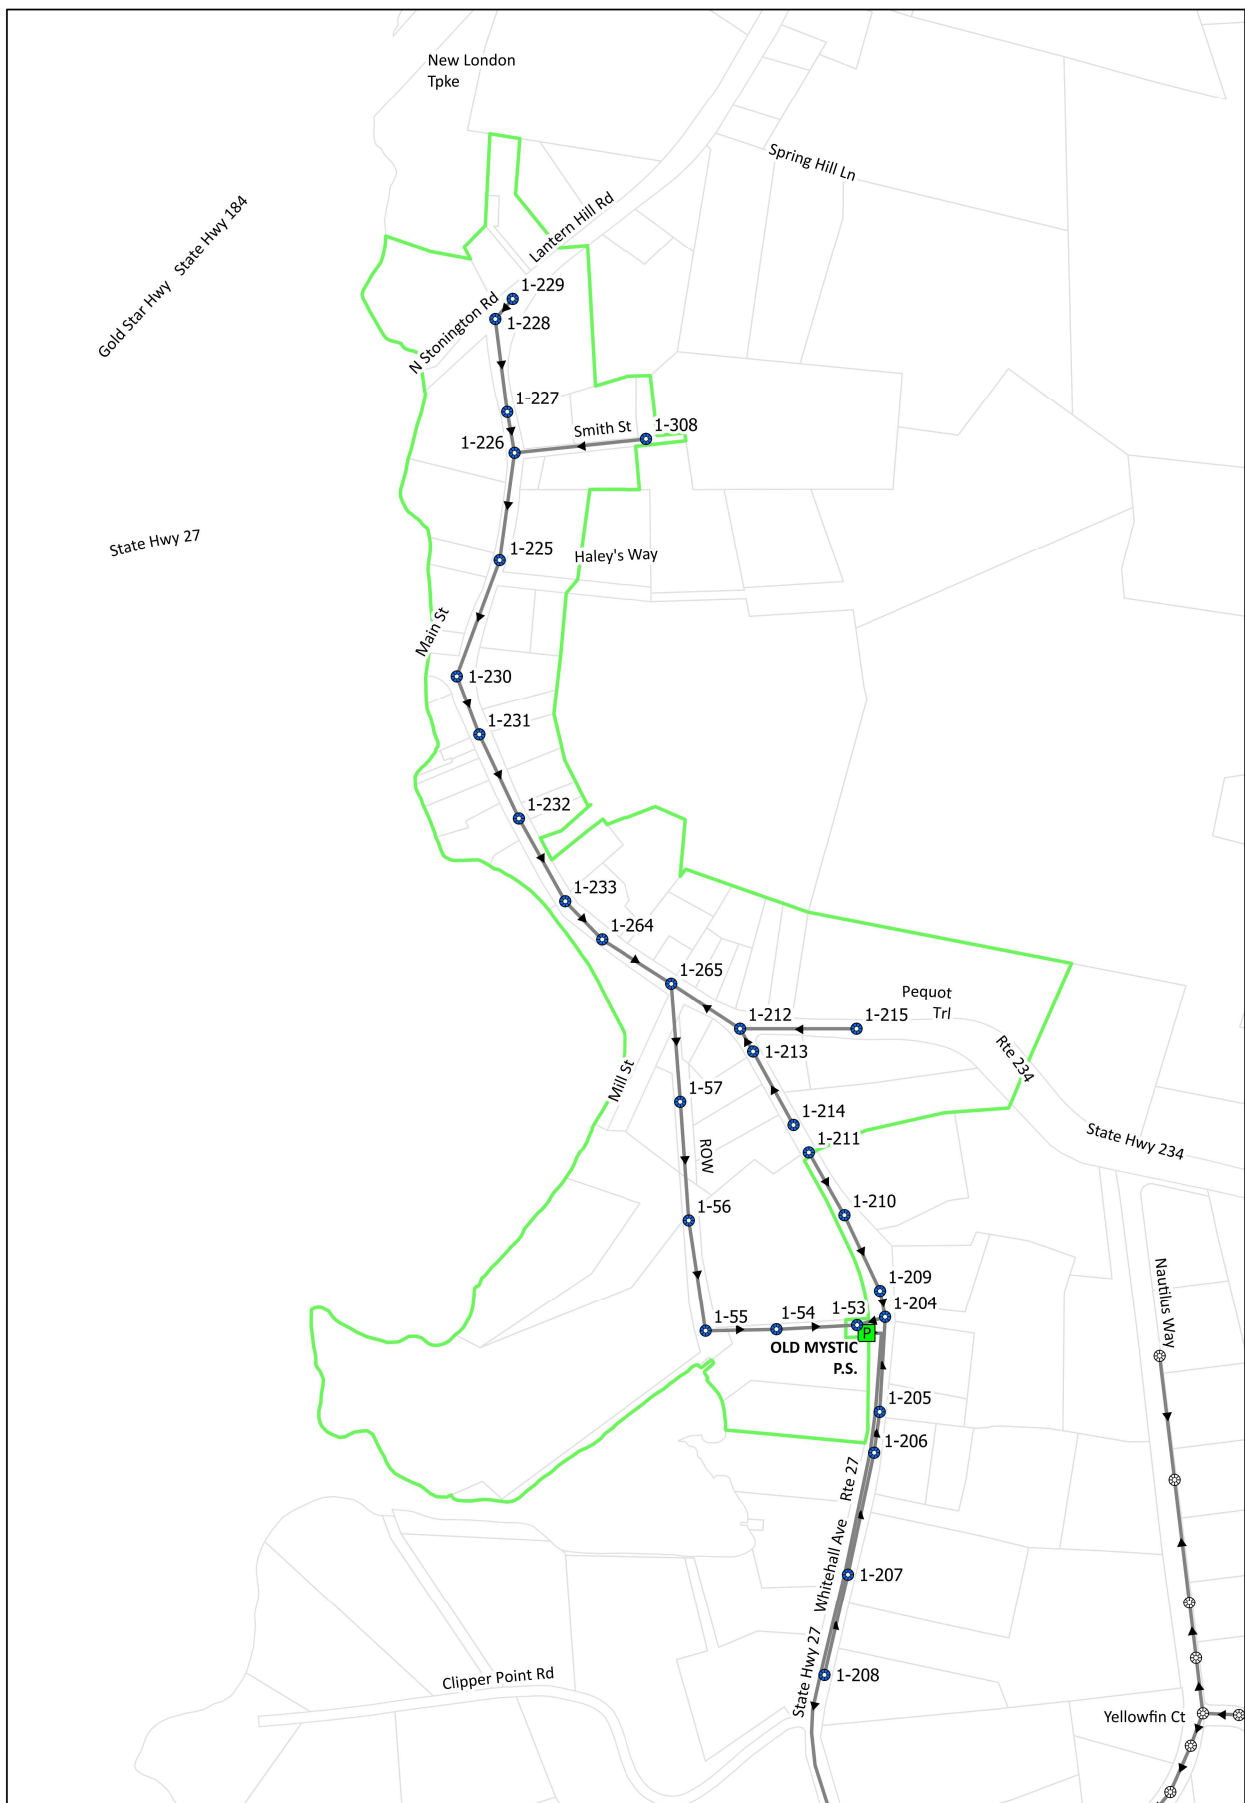 New London
Tpke
Spring Hill Ln
Gold Star Hwy State Hwy 184
Lantern Hill Rd
1-229
N Stonington Rd
1-228
1-227
Smith St
1-308
1-226
State Hwy 27
1-225
Haley's Way
Main St
1-230
1-231
1-232
1-233
1-264
1-265
Pequot
Trl
1-212
1-215
1-213
Rte 234
Mill St
1-57
1-214
1-211
State Hwy 234
ROW
1-56
1-210
Nautilus Way
1-209
1-204
1-55
1-54
1-53
P
OLD MYSTIC
P.S.
1-205
1-206
State Hwy 27 Whitehall Ave Rte 27
1-207
1-208
Clipper Point Rd
Yellowfin Ct